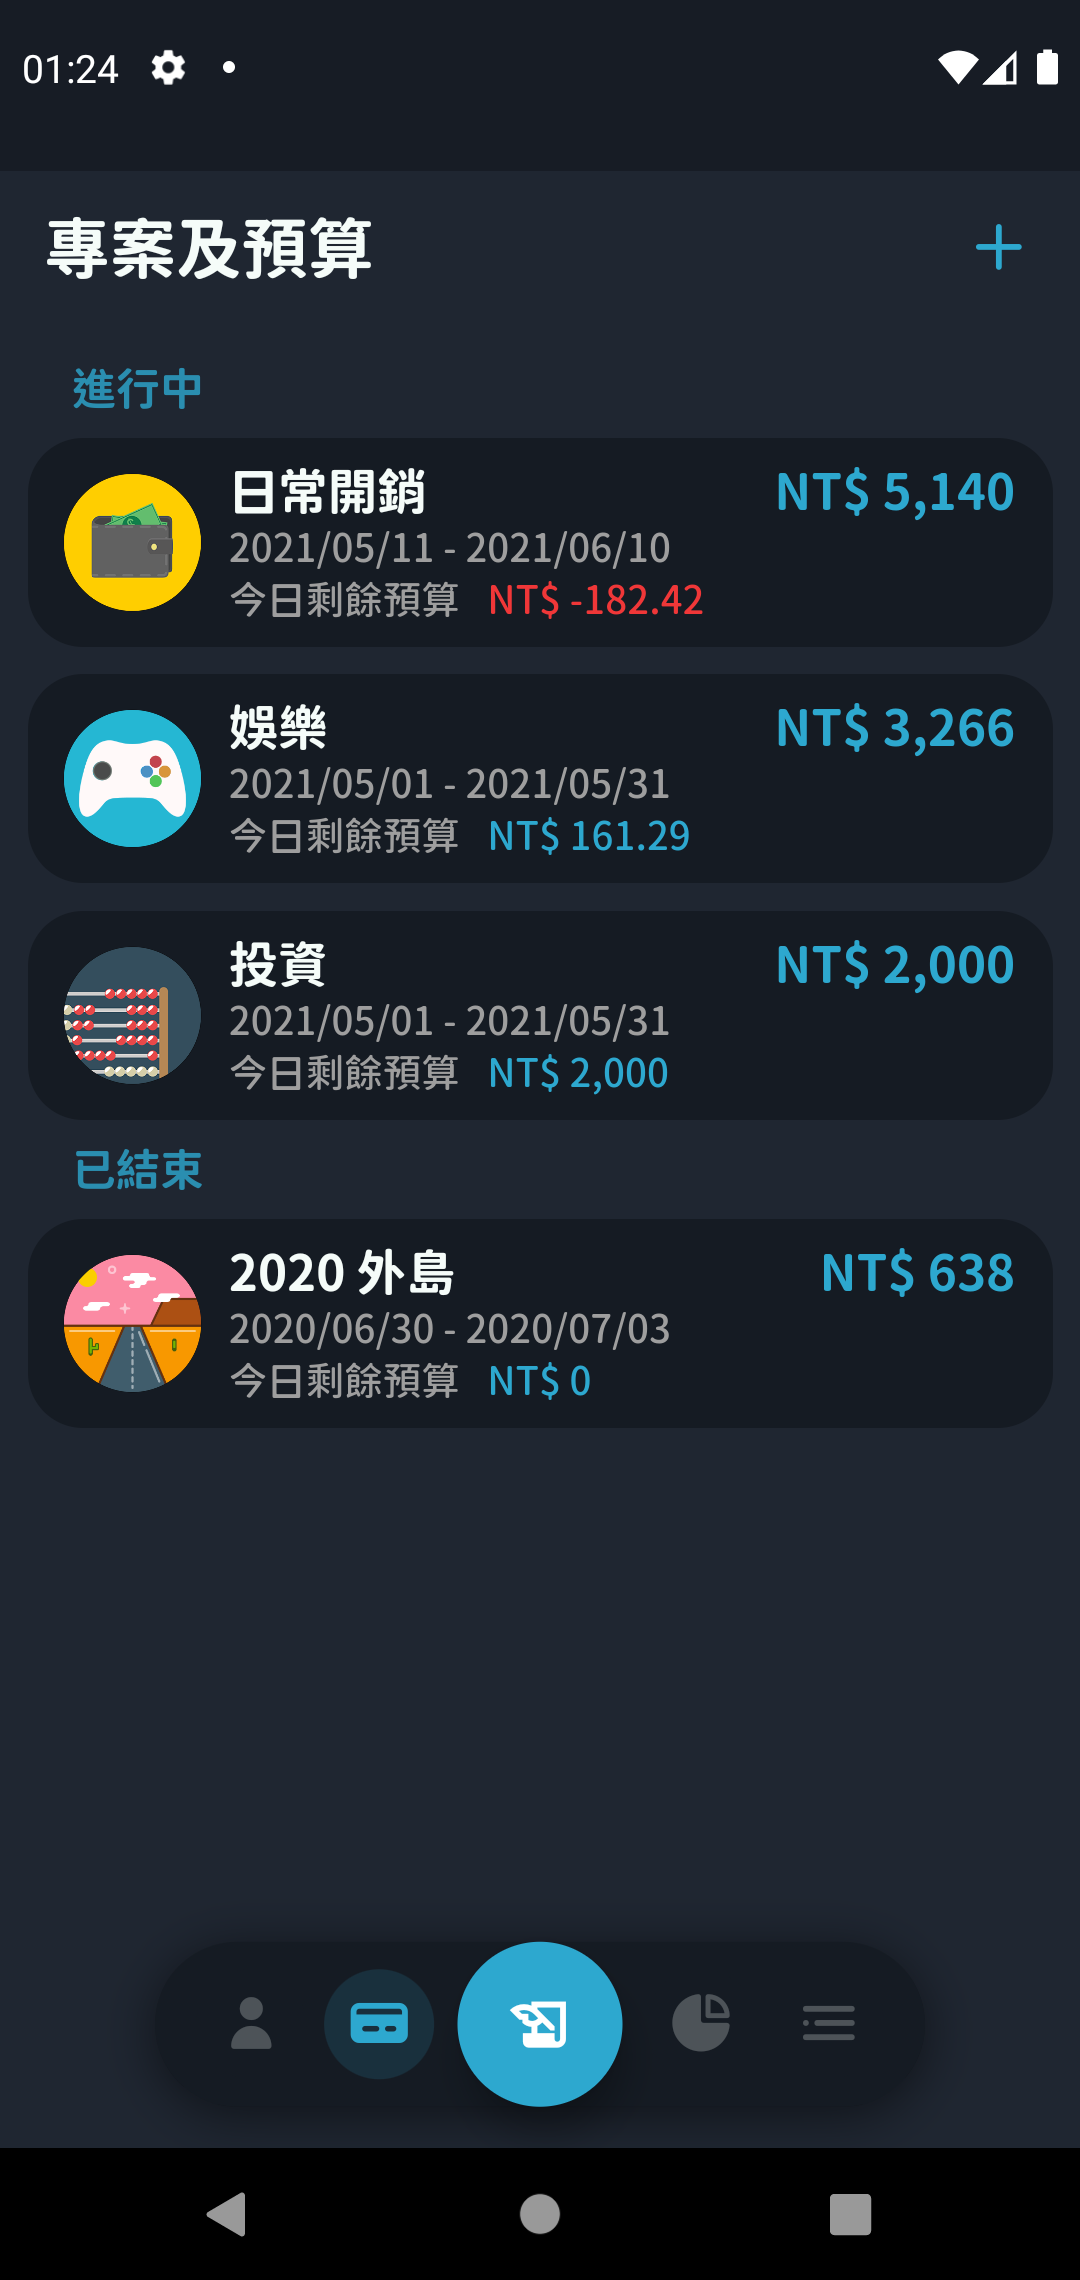 01:24
專案及預算
進行中
日常開銷 NT$ 5,140
2021/05/11 - 2021/06/10
今日剩餘預算 NT$ -182.42
娛樂 NT$ 3,266
2021/05/01 - 2021/05/31
今日剩餘預算 NT$ 161.29
投資 NT$ 2,000
2021/05/01 - 2021/05/31
今日剩餘預算 NT$ 2,000
已結束
2020 外島 NT$ 638
2020/06/30 - 2020/07/03
今日剩餘預算 NT$ 0